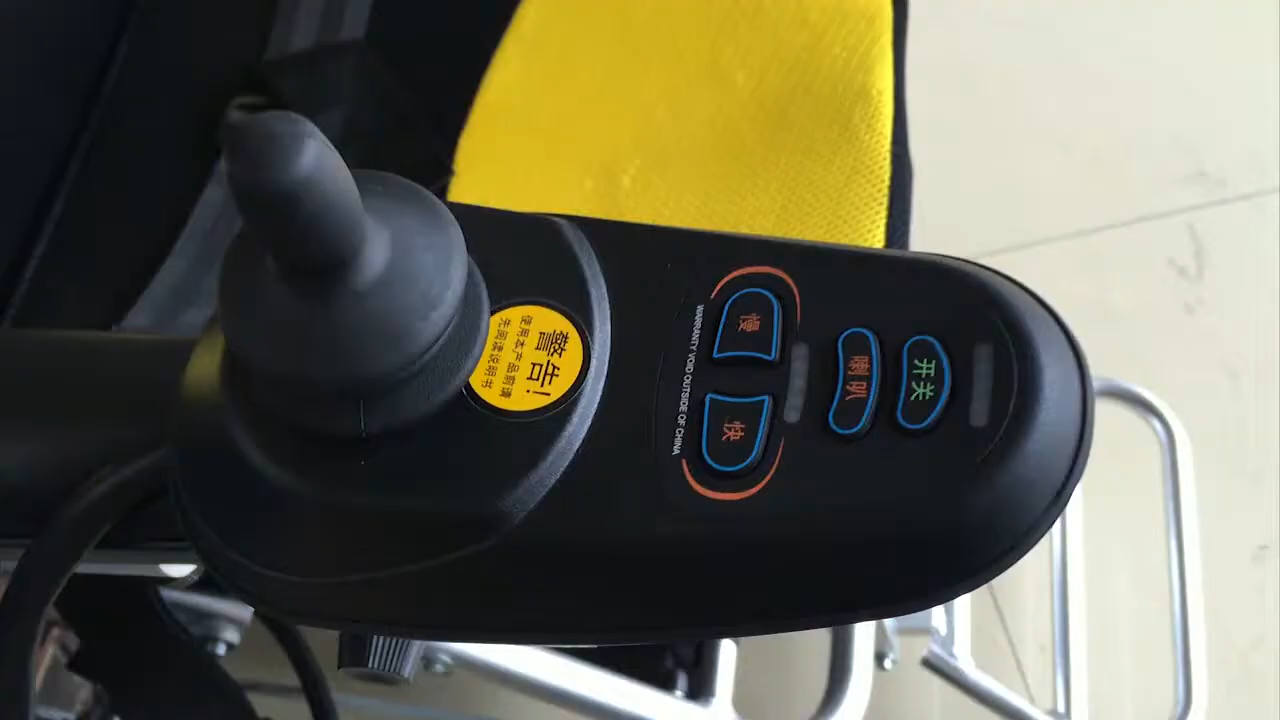 警告!
使用本产品前请
先阅读说明书
WARRANTY VOID OUTSIDE OF CHINA
慢
快
喇叭
开关